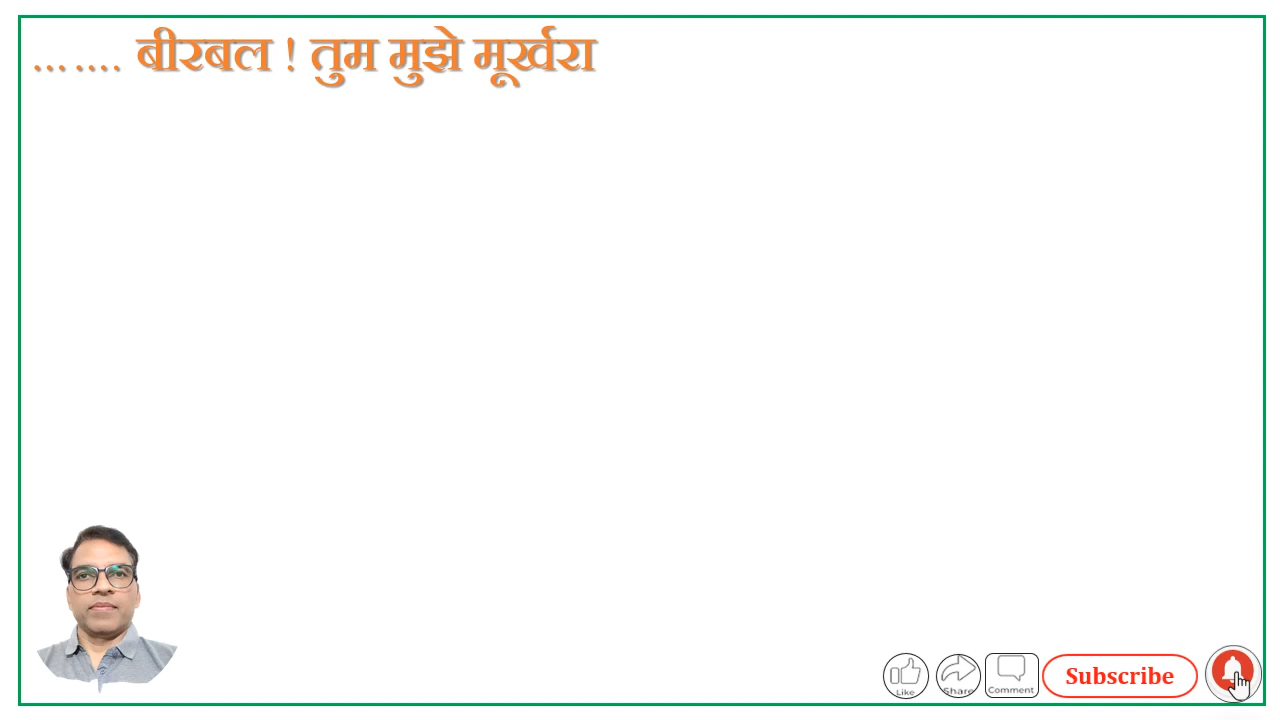 ....... बीरबल ! तुम मुझे मूर्खरा
Like
Share
Comment
Subscribe